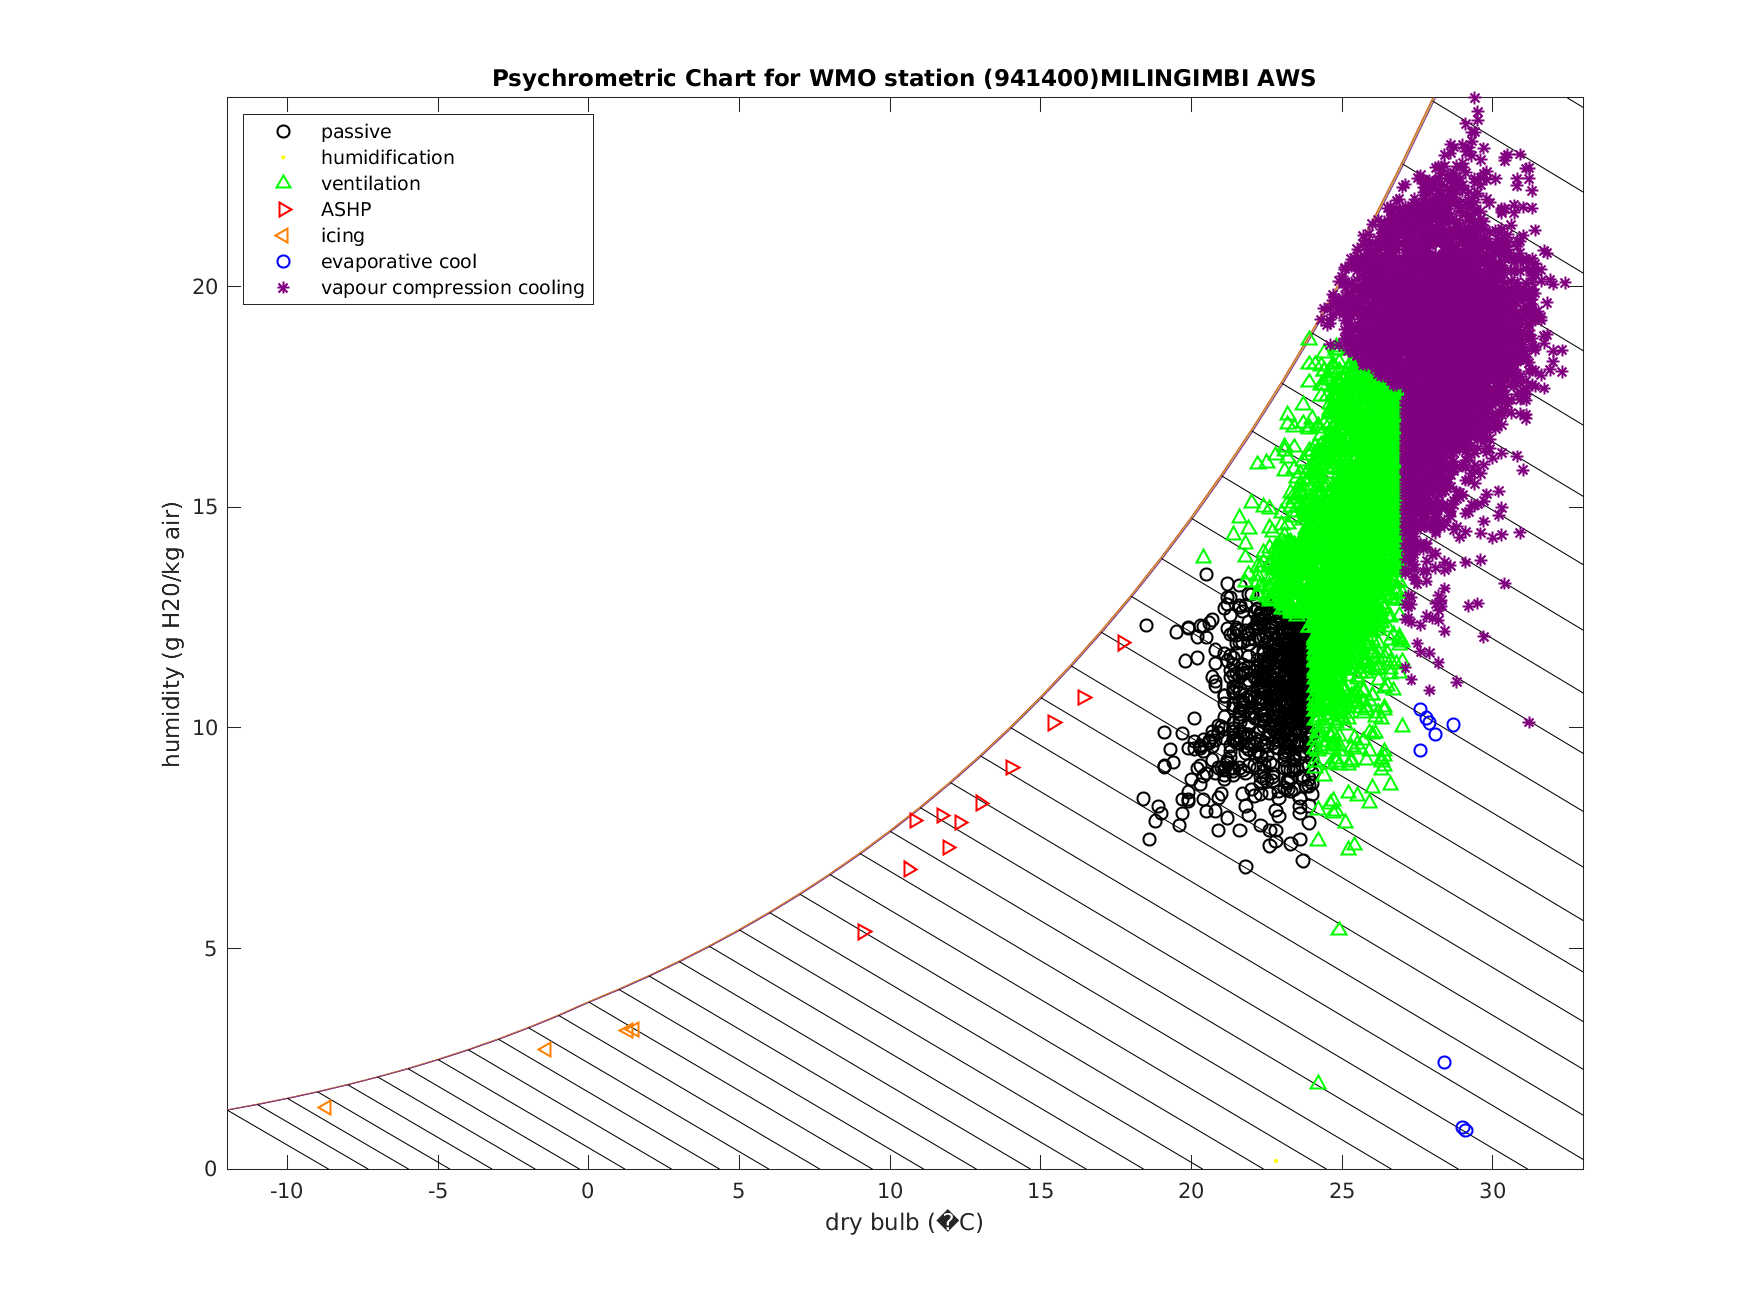 Psychrometric Chart for WMO station (941400)MILINGIMBI AWS
passive
humidification
ventilation
ASHP
icing
evaporative cool
vapour compression cooling
humidity (g H20/kg air)
20
15
10
5
0
-10 -5 0 5 10 15 20 25 30
dry bulb (�C)